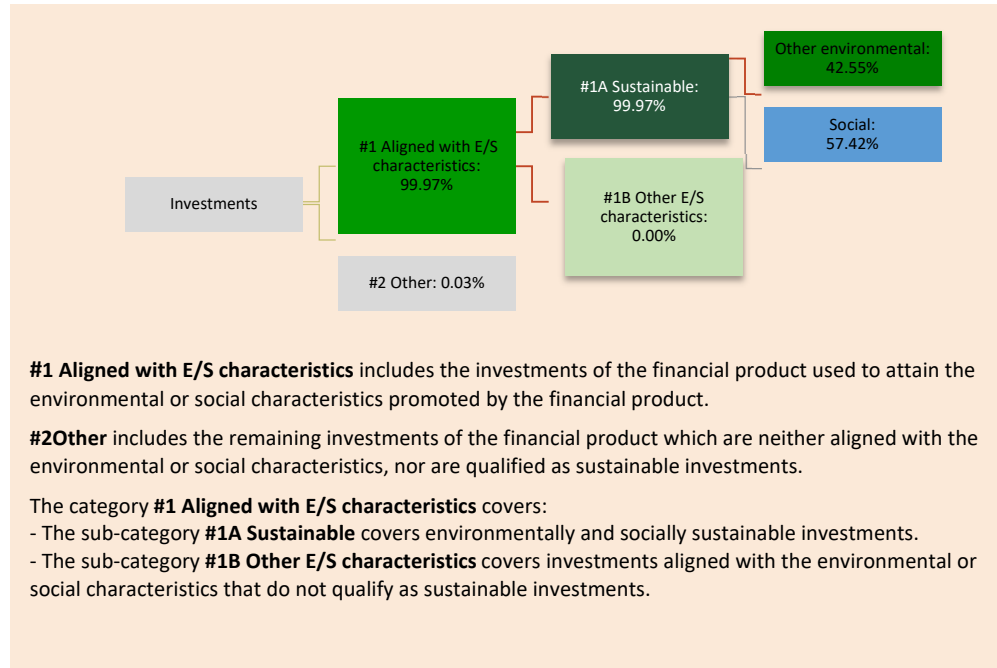 Other environmental:
42.55%
#1A Sustainable:
99.97%
Social:
57.42%
#1 Aligned with E/S
characteristics:
99.97%
Investments
#1B Other E/S
characteristics:
0.00%
#2 Other: 0.03%
#1 Aligned with E/S characteristics includes the investments of the financial product used to attain the
environmental or social characteristics promoted by the financial product.
#2Other includes the remaining investments of the financial product which are neither aligned with the
environmental or social characteristics, nor are qualified as sustainable investments.
The category #1 Aligned with E/S characteristics covers:
- The sub-category #1A Sustainable covers environmentally and socially sustainable investments.
- The sub-category #1B Other E/S characteristics covers investments aligned with the environmental or
social characteristics that do not qualify as sustainable investments.